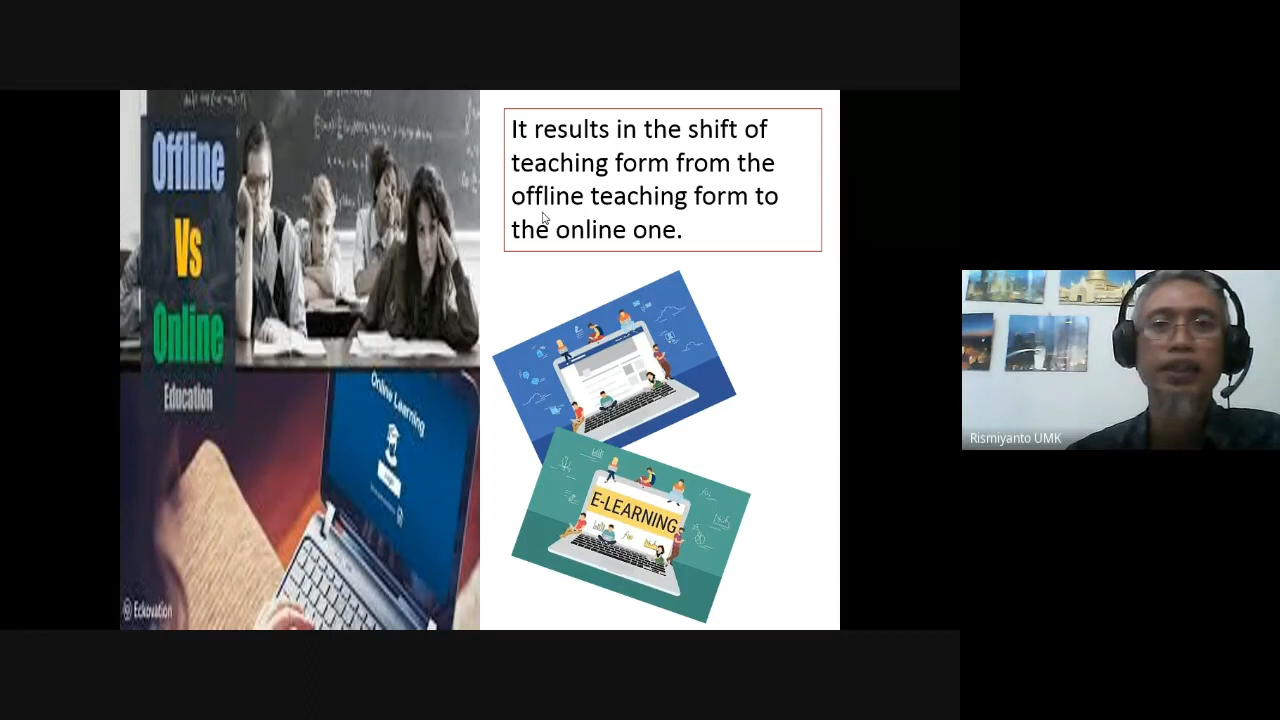 Offline
Vs
Online
Education
Online Learning
@ Eckovation
It results in the shift of
teaching form from the
offline teaching form to
the online one.
E-LEARNING
Rismiyanto UMK